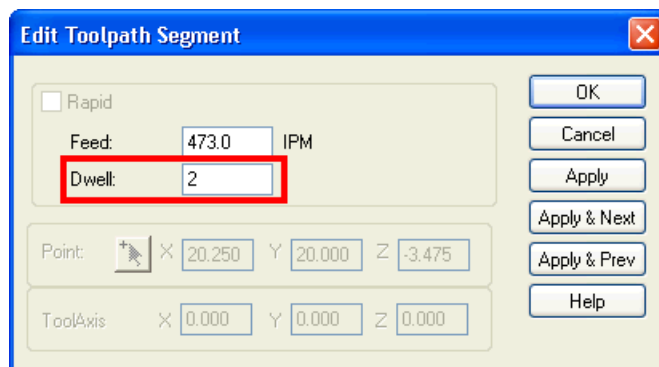 Edit Toolpath Segment
Rapid
Feed: 473.0 IPM
Dwell: 2
Point: X 20.250 Y 20.000 Z -3.475
ToolAxis X 0.000 Y 0.000 Z 0.000
OK
Cancel
Apply
Apply & Next
Apply & Prev
Help